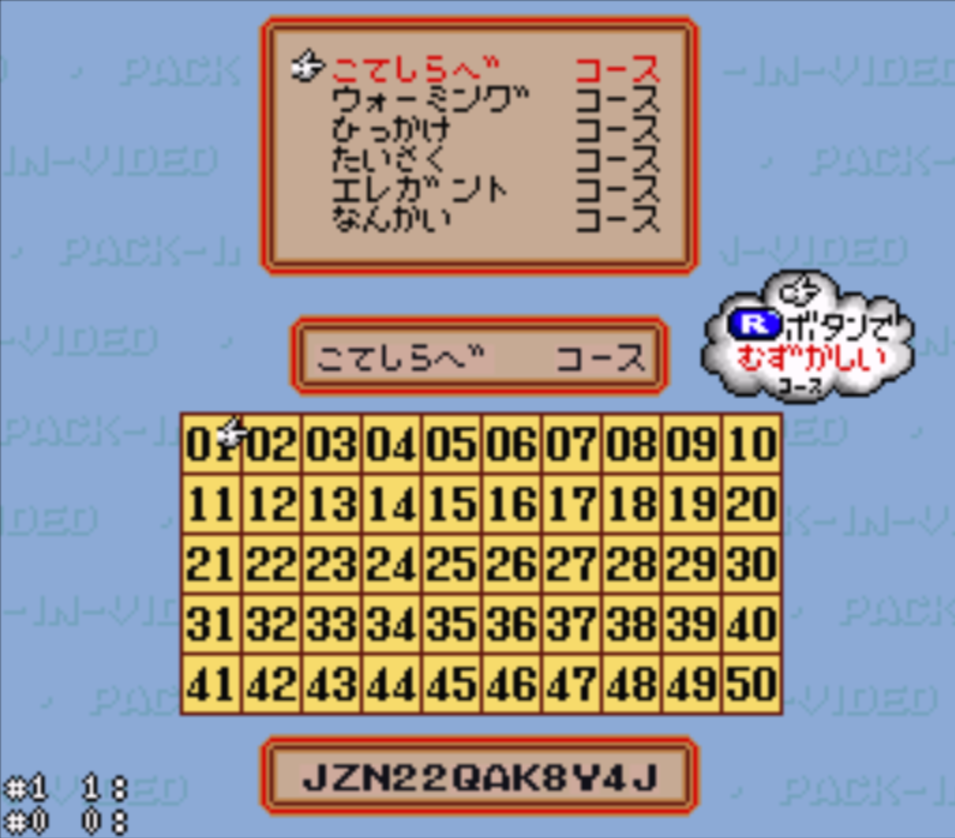 こてしらべ コース
ウォーミング コース
ひっかけ コース
たいさく コース
エレガント コース
なんかい コース
こてしらべ コース
Rボタンで
むずかしい
コース
01 02 03 04 05 06 07 08 09 10
11 12 13 14 15 16 17 18 19 20
21 22 23 24 25 26 27 28 29 30
31 32 33 34 35 36 37 38 39 40
41 42 43 44 45 46 47 48 49 50
JZN22QAK8Y4J
#1 1:
#0 0:
PACK-IN-VIDEO